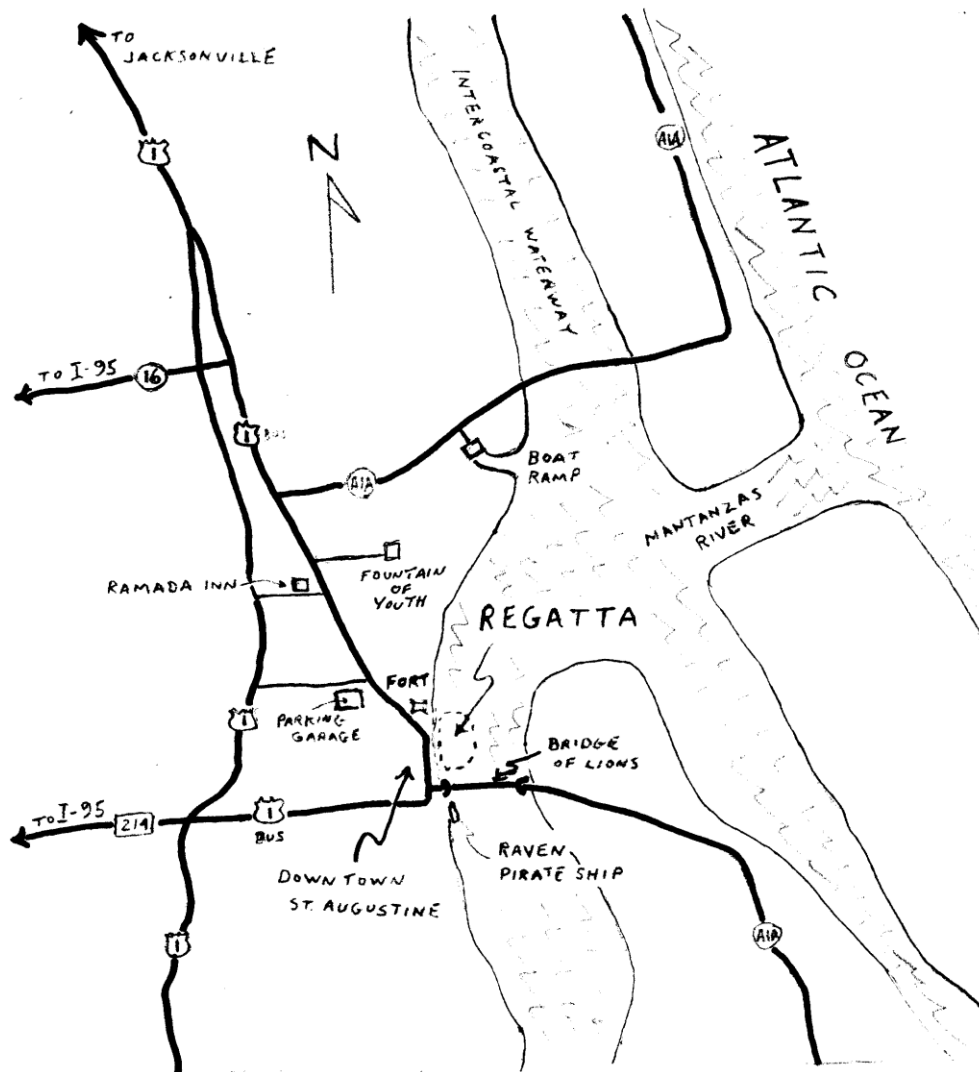 TO
JACKSONVILLE
1
N
INTERCOASTAL WATERWAY
A1A
ATLANTIC
OCEAN
TO I-95
16
1 BUS
A1A
BOAT
RAMP
MANTANZAS
RIVER
RAMADA INN
FOUNTAIN
OF
YOUTH
REGATTA
FORT
1
PARKING
GARAGE
BRIDGE
OF LIONS
TO I-95
214
1
BUS
RAVEN
PIRATE SHIP
DOWNTOWN
ST. AUGUSTINE
1
A1A